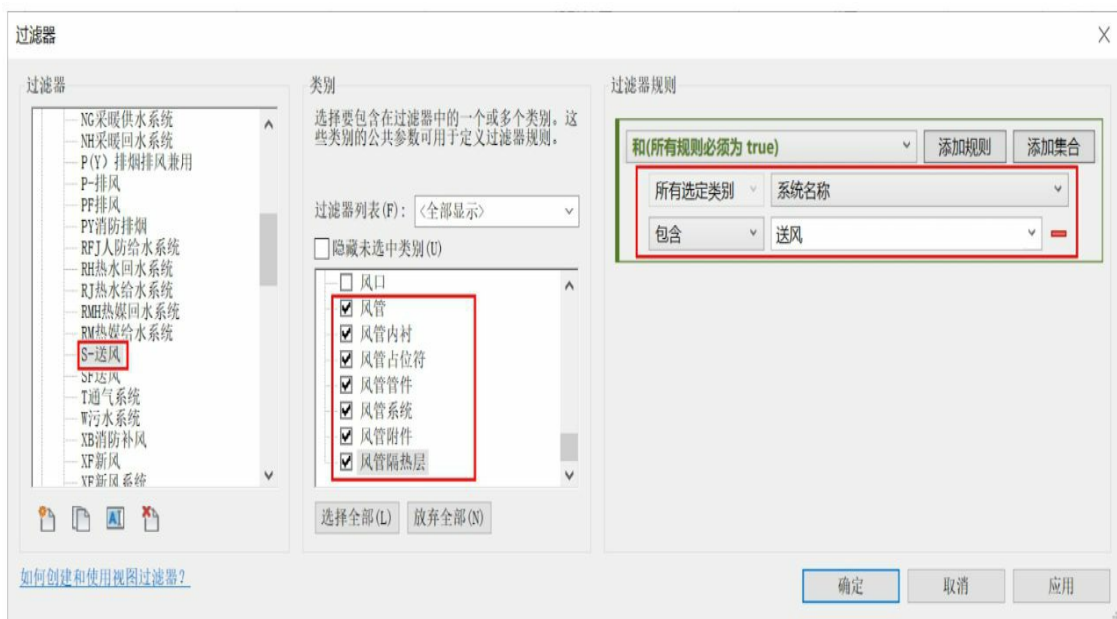 过滤器
过滤器
NG采暖供水系统
NH采暖回水系统
P(Y) 排烟排风兼用
P-排风
PF排风
PY消防排烟
RFJ人防给水系统
RH热水回水系统
RJ热水给水系统
RMH热媒回水系统
RM热媒给水系统
S-送风
SF送风
T通气系统
W污水系统
XB消防补风
XF新风
XF新风系统
如何创建和使用视图过滤器?
类别
选择要包含在过滤器中的一个或多个类别。这
些类别的公共参数可用于定义过滤器规则。
过滤器列表(F): <全部显示>
隐藏未选中类别(U)
风口
风管
风管内衬
风管占位符
风管管件
风管系统
风管附件
风管隔热层
选择全部(L) 放弃全部(N)
过滤器规则
和(所有规则必须为 true) 添加规则 添加集合
所有选定类别 系统名称
包含 送风
确定 取消 应用